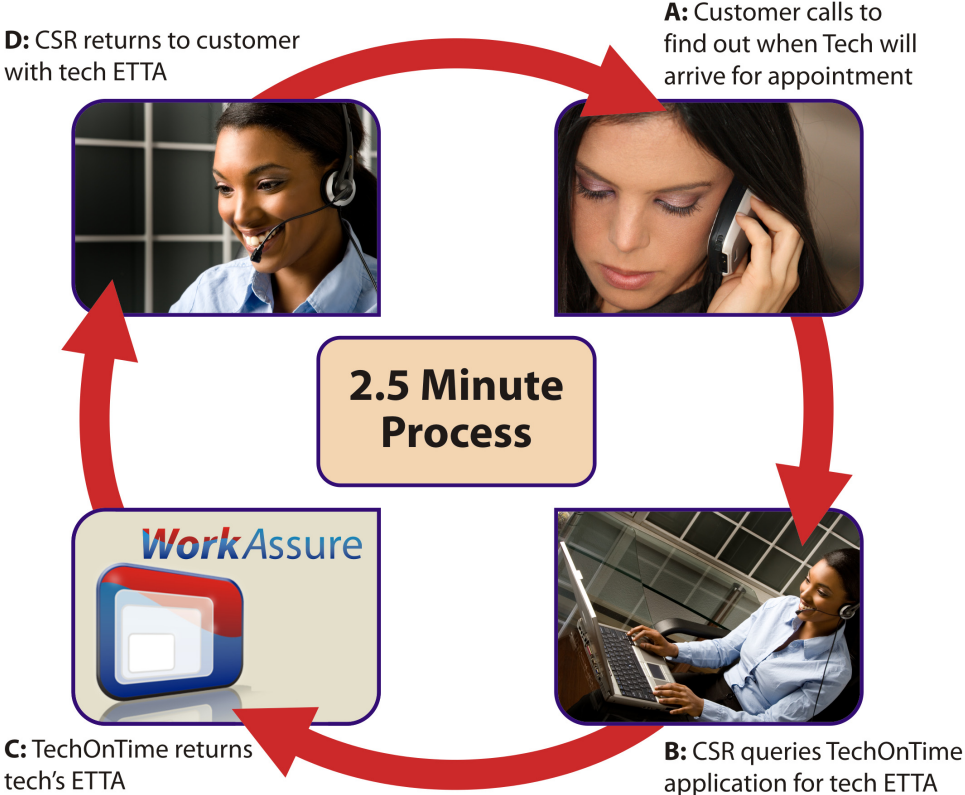 A: Customer calls to
find out when Tech will
arrive for appointment
D: CSR returns to customer
with tech ETTA
2.5 Minute
Process
WorkAssure
B: CSR queries TechOnTime
application for tech ETTA
C: TechOnTime returns
tech's ETTA